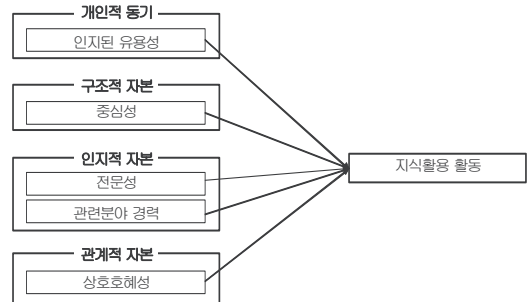 개인적 동기
인지된 유용성
구조적 자본
중심성
인지적 자본
전문성
관련분야 경력
지식활용 활동
관계적 자본
상호호혜성